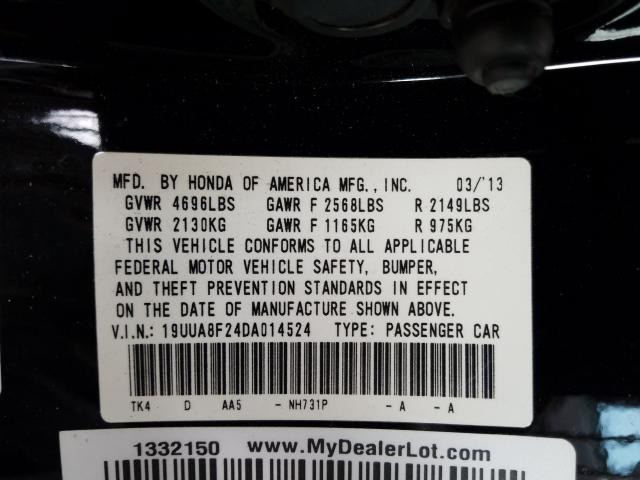 MFD. BY HONDA OF AMERICA MFG., INC. 03/'13
GVWR 4696LBS GAWR F 2568LBS R 2149LBS
GVWR 2130KG GAWR F 1165KG R 975KG
THIS VEHICLE CONFORMS TO ALL APPLICABLE
FEDERAL MOTOR VEHICLE SAFETY, BUMPER,
AND THEFT PREVENTION STANDARDS IN EFFECT
ON THE DATE OF MANUFACTURE SHOWN ABOVE.
V.I.N.: 19UUA8F24DA014524 TYPE: PASSENGER CAR
TK4 D AA5 - NH731P - A - A
1332150 www.MyDealerLot.com